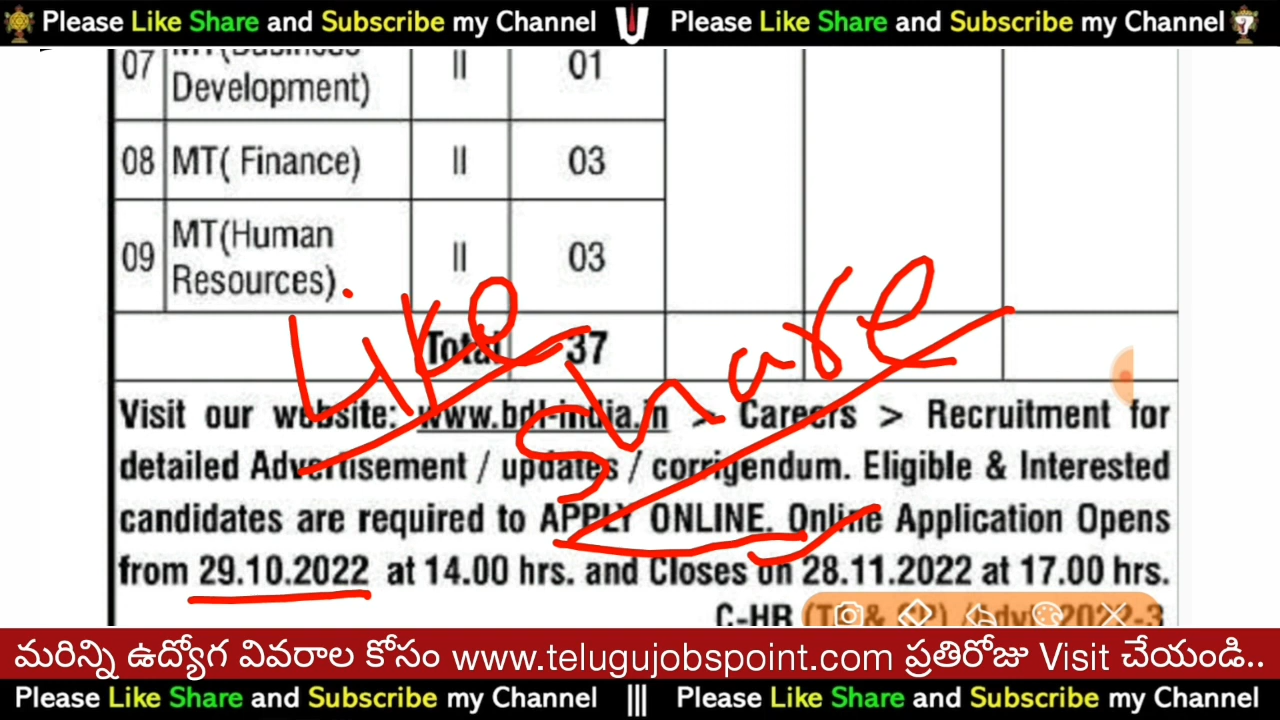 Please Like Share and Subscribe my Channel Please Like Share and Subscribe my Channel
07 MT(Business Development) II 01
08 MT( Finance) II 03
09 MT(Human Resources) II 03
Total 37
Like
Share
Visit our website: www.bdl-india.in > Careers > Recruitment for
detailed Advertisement / updates / corrigendum. Eligible & Interested
candidates are required to APPLY ONLINE. Online Application Opens
from 29.10.2022 at 14.00 hrs. and Closes on 28.11.2022 at 17.00 hrs.
మరిన్ని ఉద్యోగ వివరాల కోసం www.telugujobspoint.com ప్రతిరోజు Visit చేయండి..
Please Like Share and Subscribe my Channel ||| Please Like Share and Subscribe my Channel